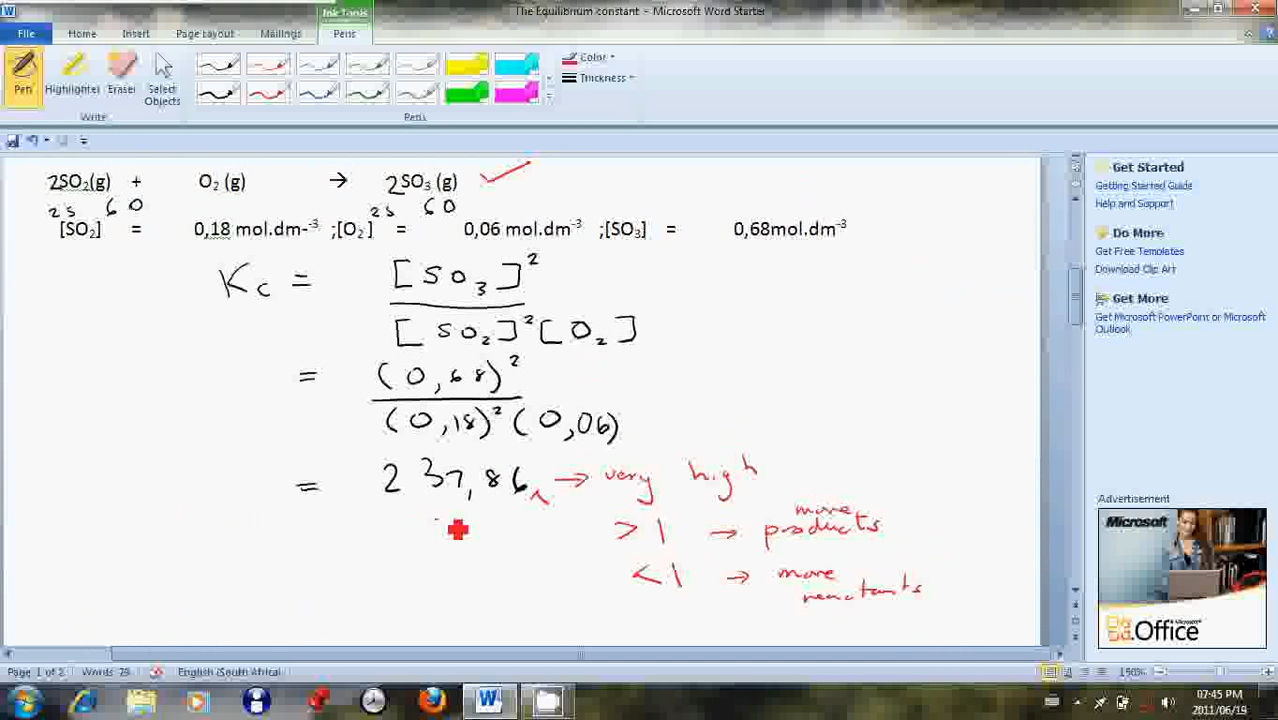 The Equilibrium constant - Microsoft Word Starter
Ink Tools
File Home Insert Page Layout Mailings Pens
Pen Highlighter Eraser Select Objects
Color
Thickness
Write Pens
2SO₂(g) + O₂ (g) → 2SO₃ (g)
2S 6O 2S 6O
[SO₂] = 0,18 mol.dm-⁻³ ;[O₂ ] = 0,06 mol.dm⁻³ ;[SO₃] = 0,68mol.dm⁻³
Kc = [SO₃]²
[SO₂]²[O₂]
= (0,68)²
(0,18)²(0,06)
= 237,86 → very high
> 1 → more products
< 1 → more reactants
Get Started
Getting Started Guide
Help and Support
Do More
Get Free Templates
Download Clip Art
Get More
Get Microsoft PowerPoint or Microsoft
Outlook
Advertisement
Microsoft
Office
Page: 1 of 2 Words: 29 English (South Africa) 190%
07:45 PM
2011/06/19